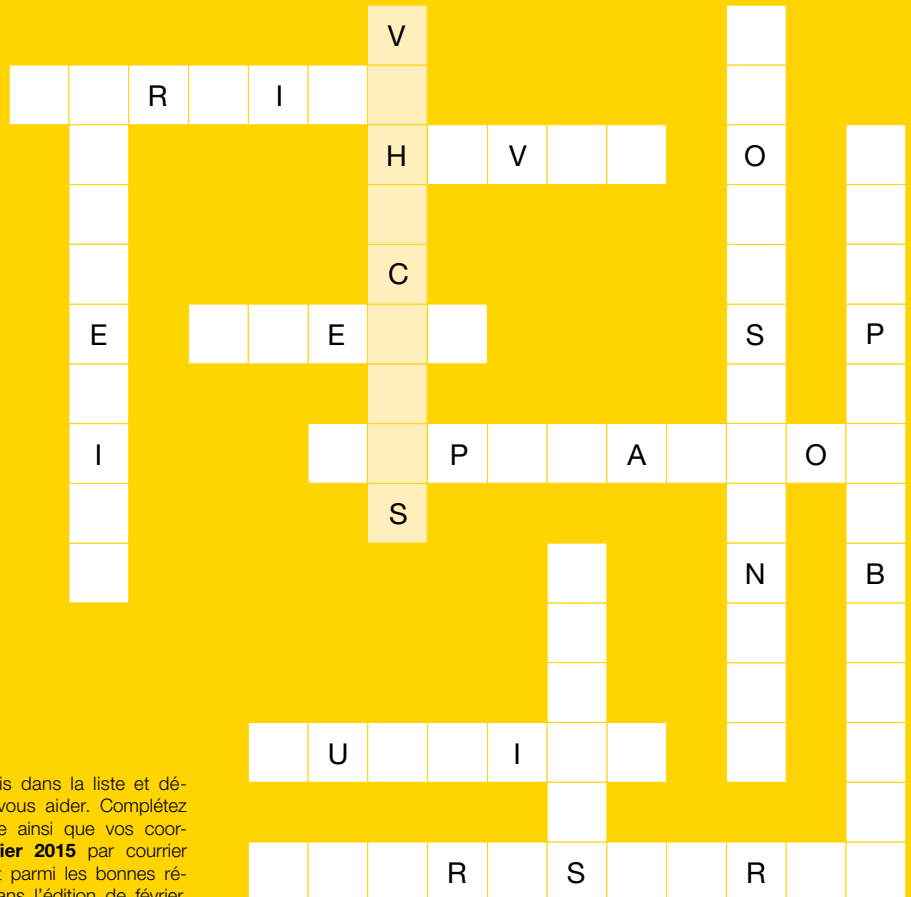 V
R I
H V O
C
E E S P
I P A O
S
N B
U I
is dans la liste et dé-
vous aider. Complétez
e ainsi que vos coor-
ier 2015 par courrier
t parmi les bonnes ré-
ans l'édition de février.
R S R